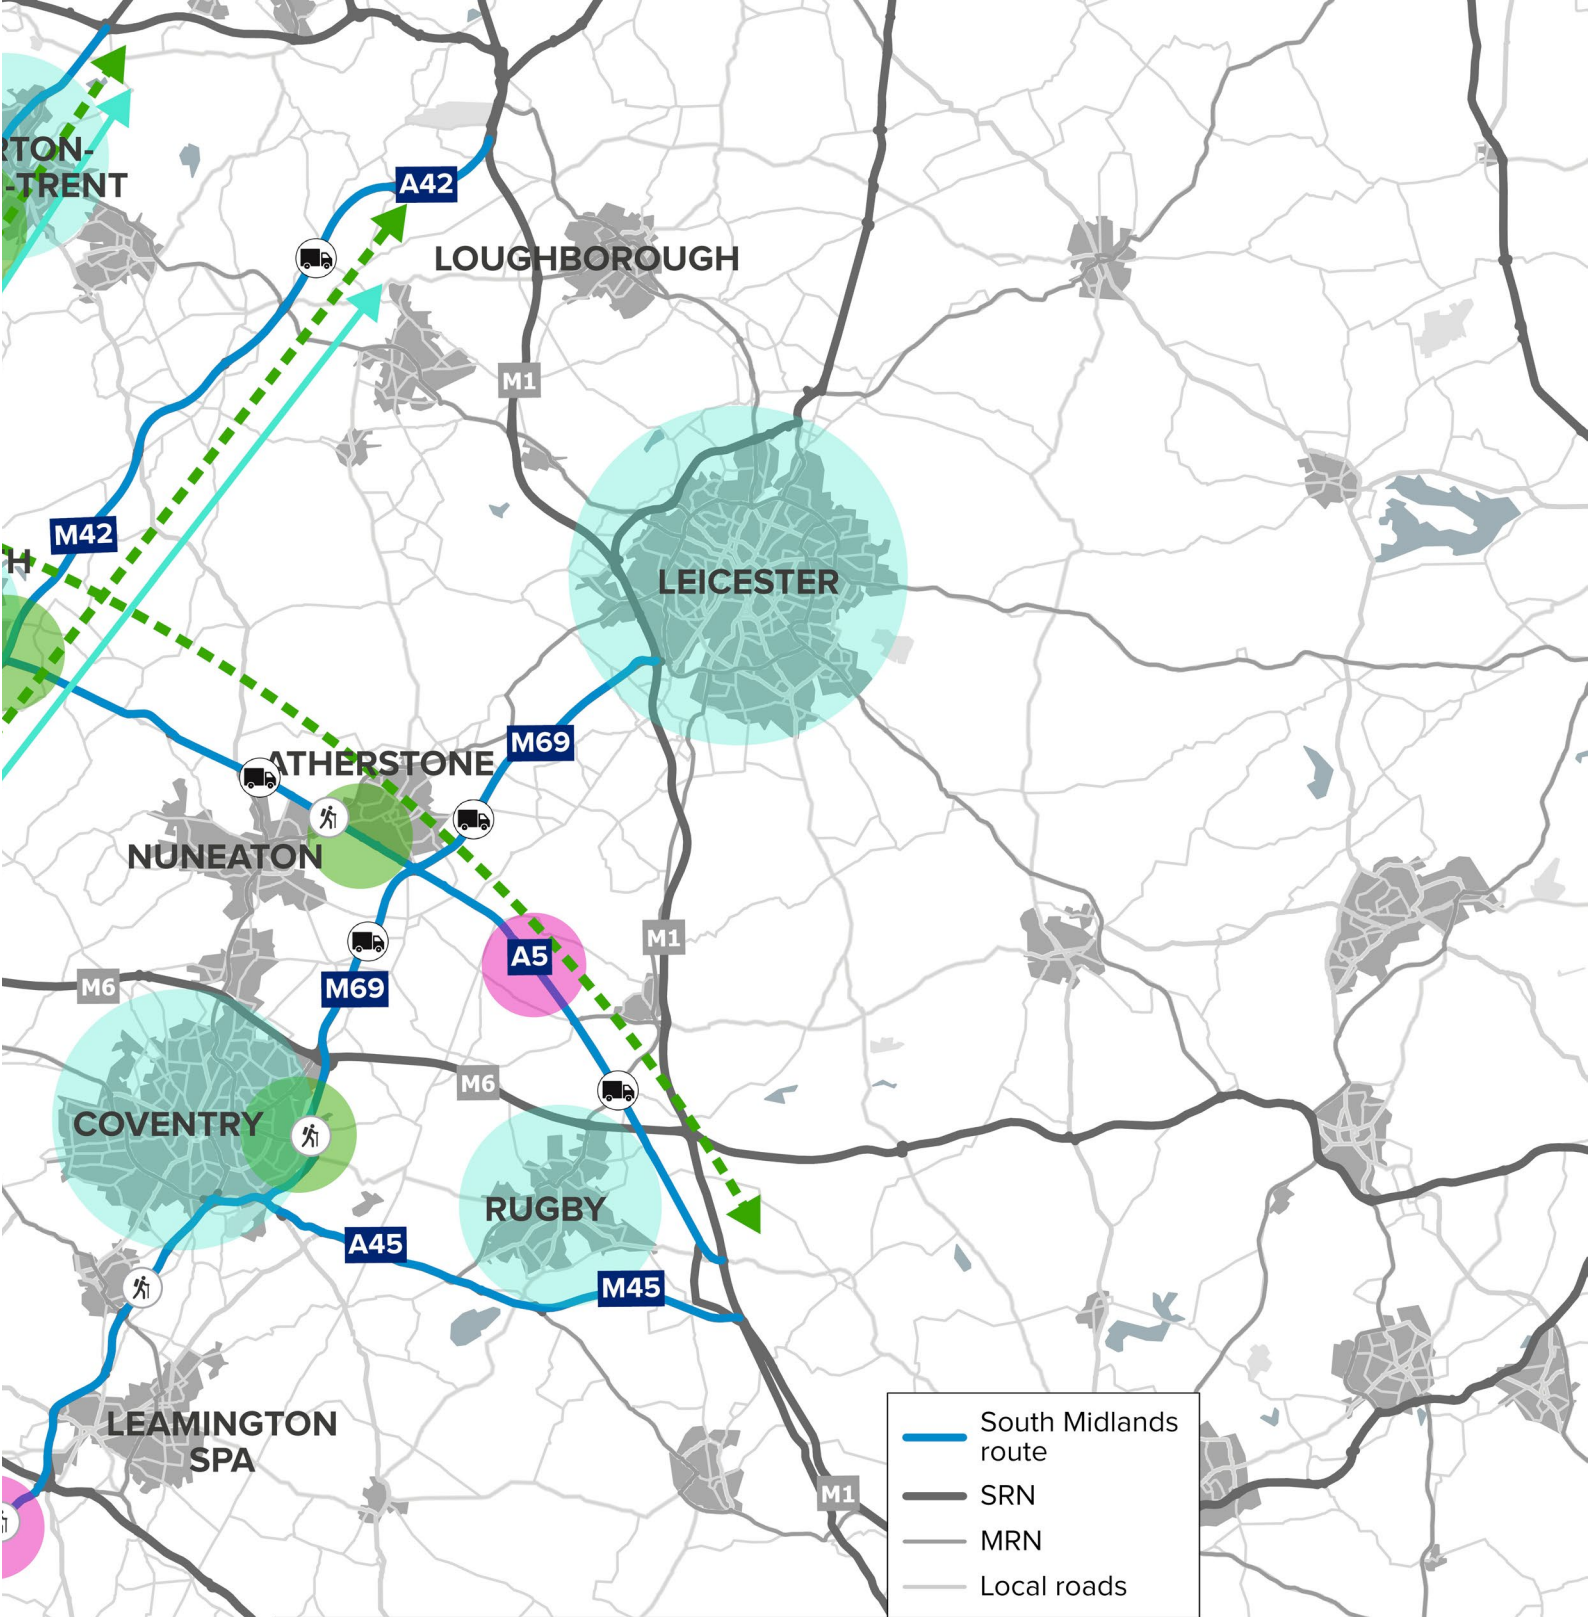 RTON-
-TRENT
A42
LOUGHBOROUGH
M1
M42
H
LEICESTER
M69
ATHERSTONE
NUNEATON
M1
A5
M6
M69
M6
COVENTRY
RUGBY
A45
M45
LEAMINGTON
SPA
M1
South Midlands
route
SRN
MRN
Local roads